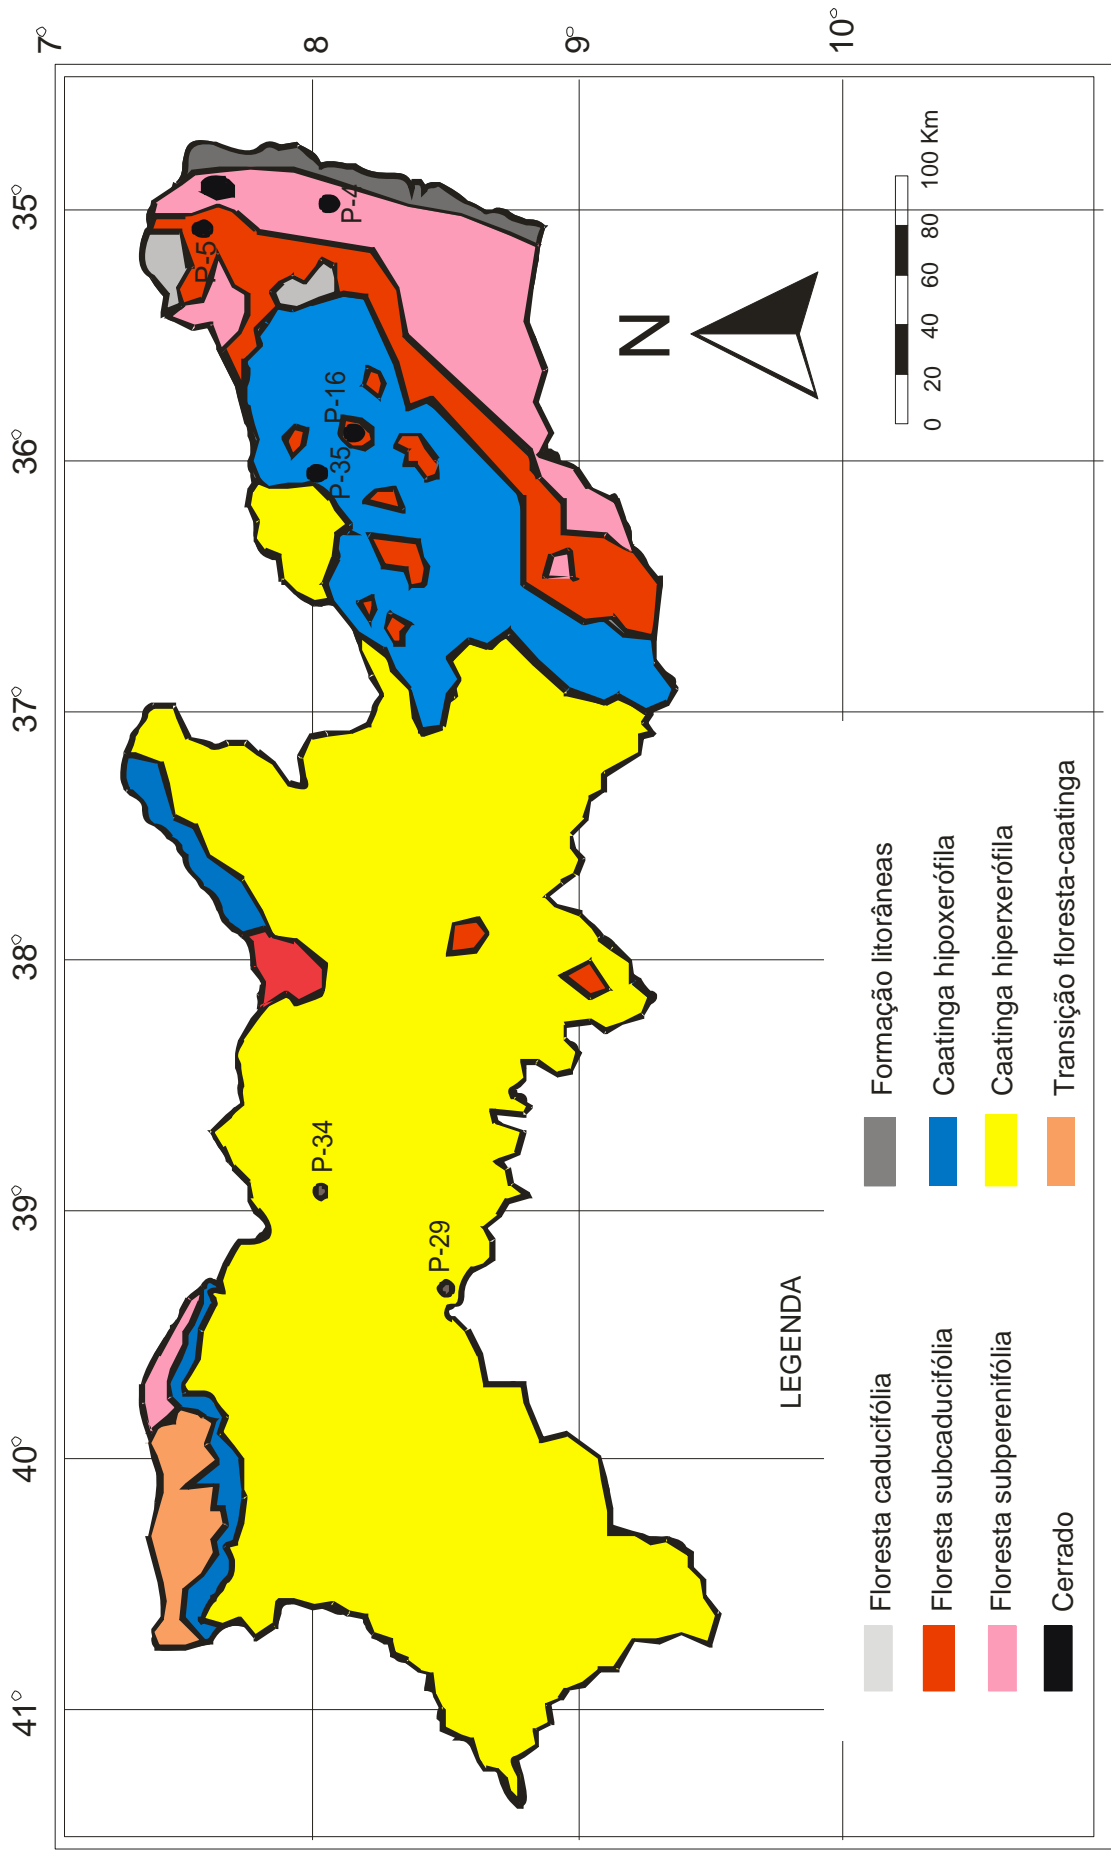 41° 40° 39° 38° 37° 36° 35°
7°
8
9°
10°
P-5
P-4
P-16
P-35
P-34
P-29
N
0 20 40 60 80 100 Km
LEGENDA
Floresta caducifólia
Floresta subcaducifólia
Floresta subperenifólia
Cerrado
Formação litorâneas
Caatinga hipoxerófila
Caatinga hiperxerófila
Transição floresta-caatinga